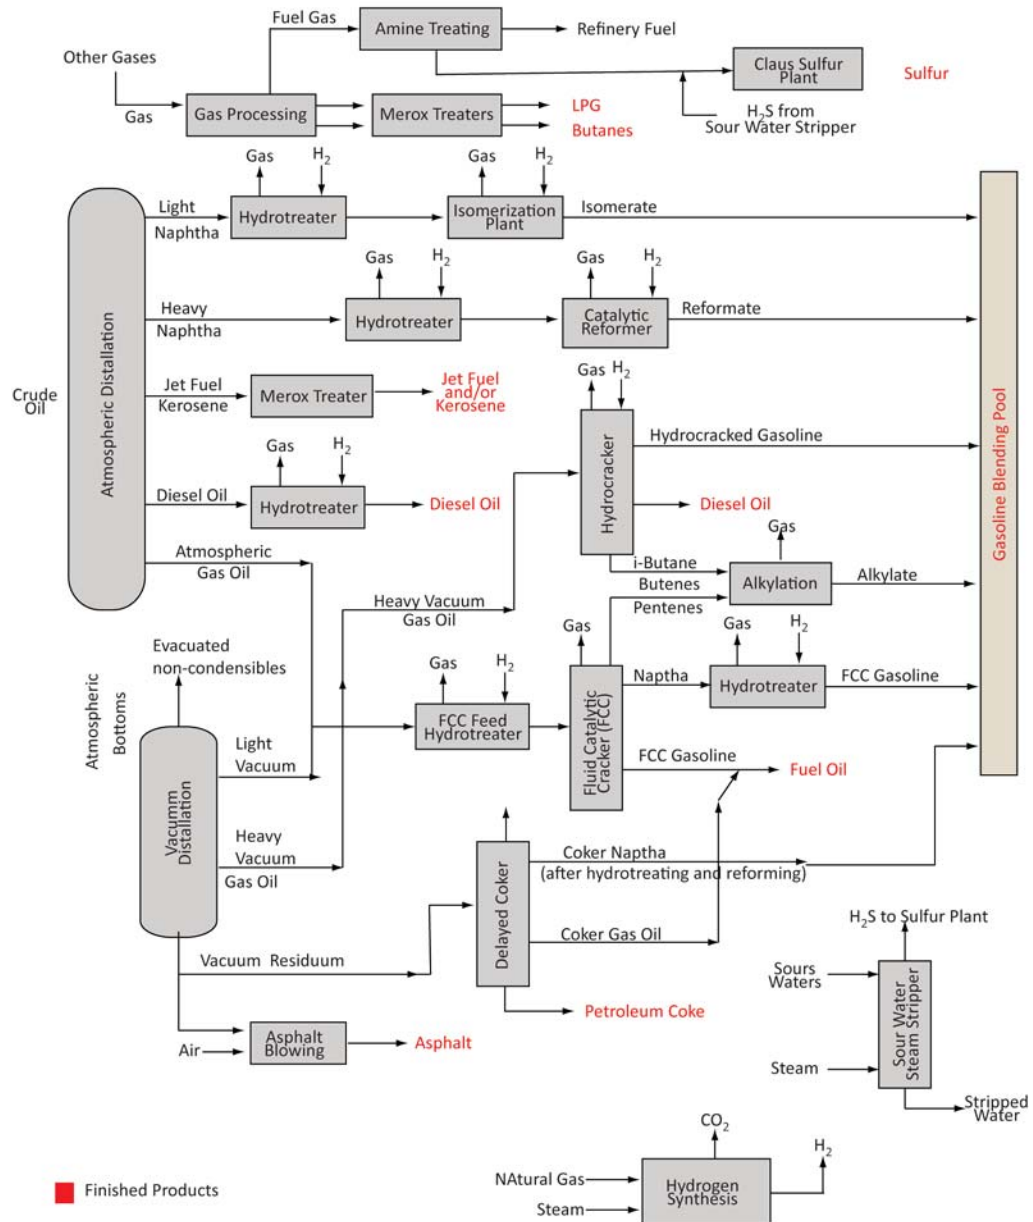 Fuel Gas
Amine Treating
Refinery Fuel
Other Gases
Claus Sulfur
Plant
Sulfur
Gas
Gas Processing
Merox Treaters
LPG
Butanes
H2S from
Sour Water Stripper
Gas
H2
Gas
H2
Light
Naphtha
Hydrotreater
Isomerization
Plant
Isomerate
Gas
H2
Gas
H2
Heavy
Naphtha
Hydrotreater
Catalytic
Reformer
Reformate
Crude
Oil
Atmospheric Distallation
Jet Fuel
Kerosene
Merox Treater
Jet Fuel
and/or
Kerosene
Gas
H2
Hydrocracker
Hydrocracked Gasoline
Gasoline Blending Pool
Gas
H2
Diesel Oil
Hydrotreater
Diesel Oil
Diesel Oil
Atmospheric
Gas Oil
i-Butane
Butenes
Pentenes
Gas
Alkylation
Alkylate
Heavy Vacuum
Gas Oil
Evacuated
non-condensibles
Atmospheric
Bottoms
Gas
H2
FCC Feed
Hydrotreater
Gas
Fluid Catalytic
Cracker (FCC)
Naptha
Gas
H2
Hydrotreater
FCC Gasoline
Light
Vacuum
FCC Gasoline
Fuel Oil
Vacumm
Distallation
Heavy
Vacuum
Gas Oil
Delayed Coker
Coker Naptha
(after hydrotreating and reforming)
Coker Gas Oil
Vacuum Residuum
Petroleum Coke
H2S to Sulfur Plant
Sours
Waters
Sour Water
Steam Stripper
Steam
Stripped
Water
Air
Asphalt
Blowing
Asphalt
CO2
H2
NAtural Gas
Steam
Hydrogen
Synthesis
Finished Products